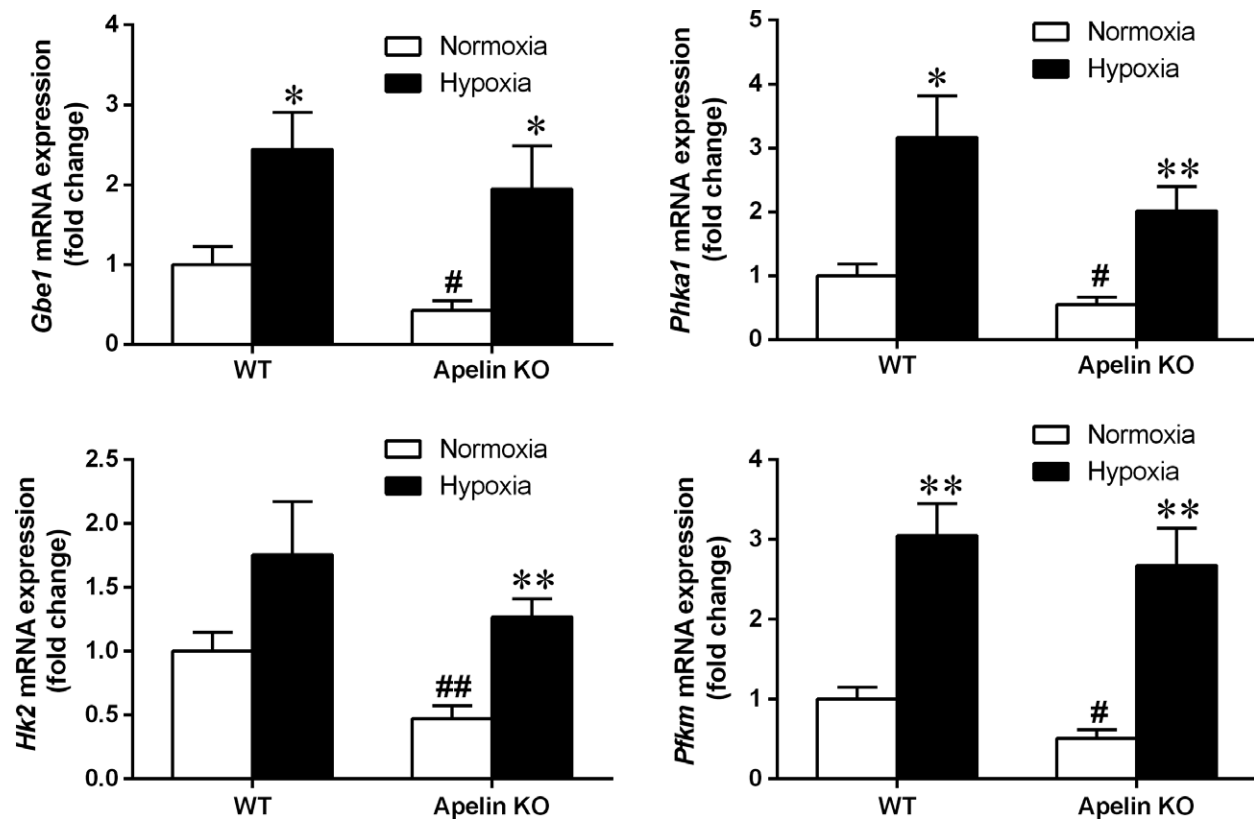 Gbe1 mRNA expression
(fold change)
4
3
2
1
0
Normoxia
Hypoxia
*
#
*
WT
Apelin KO
Phka1 mRNA expression
(fold change)
5
4
3
2
1
0
Normoxia
Hypoxia
*
#
**
WT
Apelin KO
Hk2 mRNA expression
(fold change)
2.5
2.0
1.5
1.0
0.5
0.0
Normoxia
Hypoxia
##
**
WT
Apelin KO
Pfkm mRNA expression
(fold change)
4
3
2
1
0
Normoxia
Hypoxia
**
#
**
WT
Apelin KO